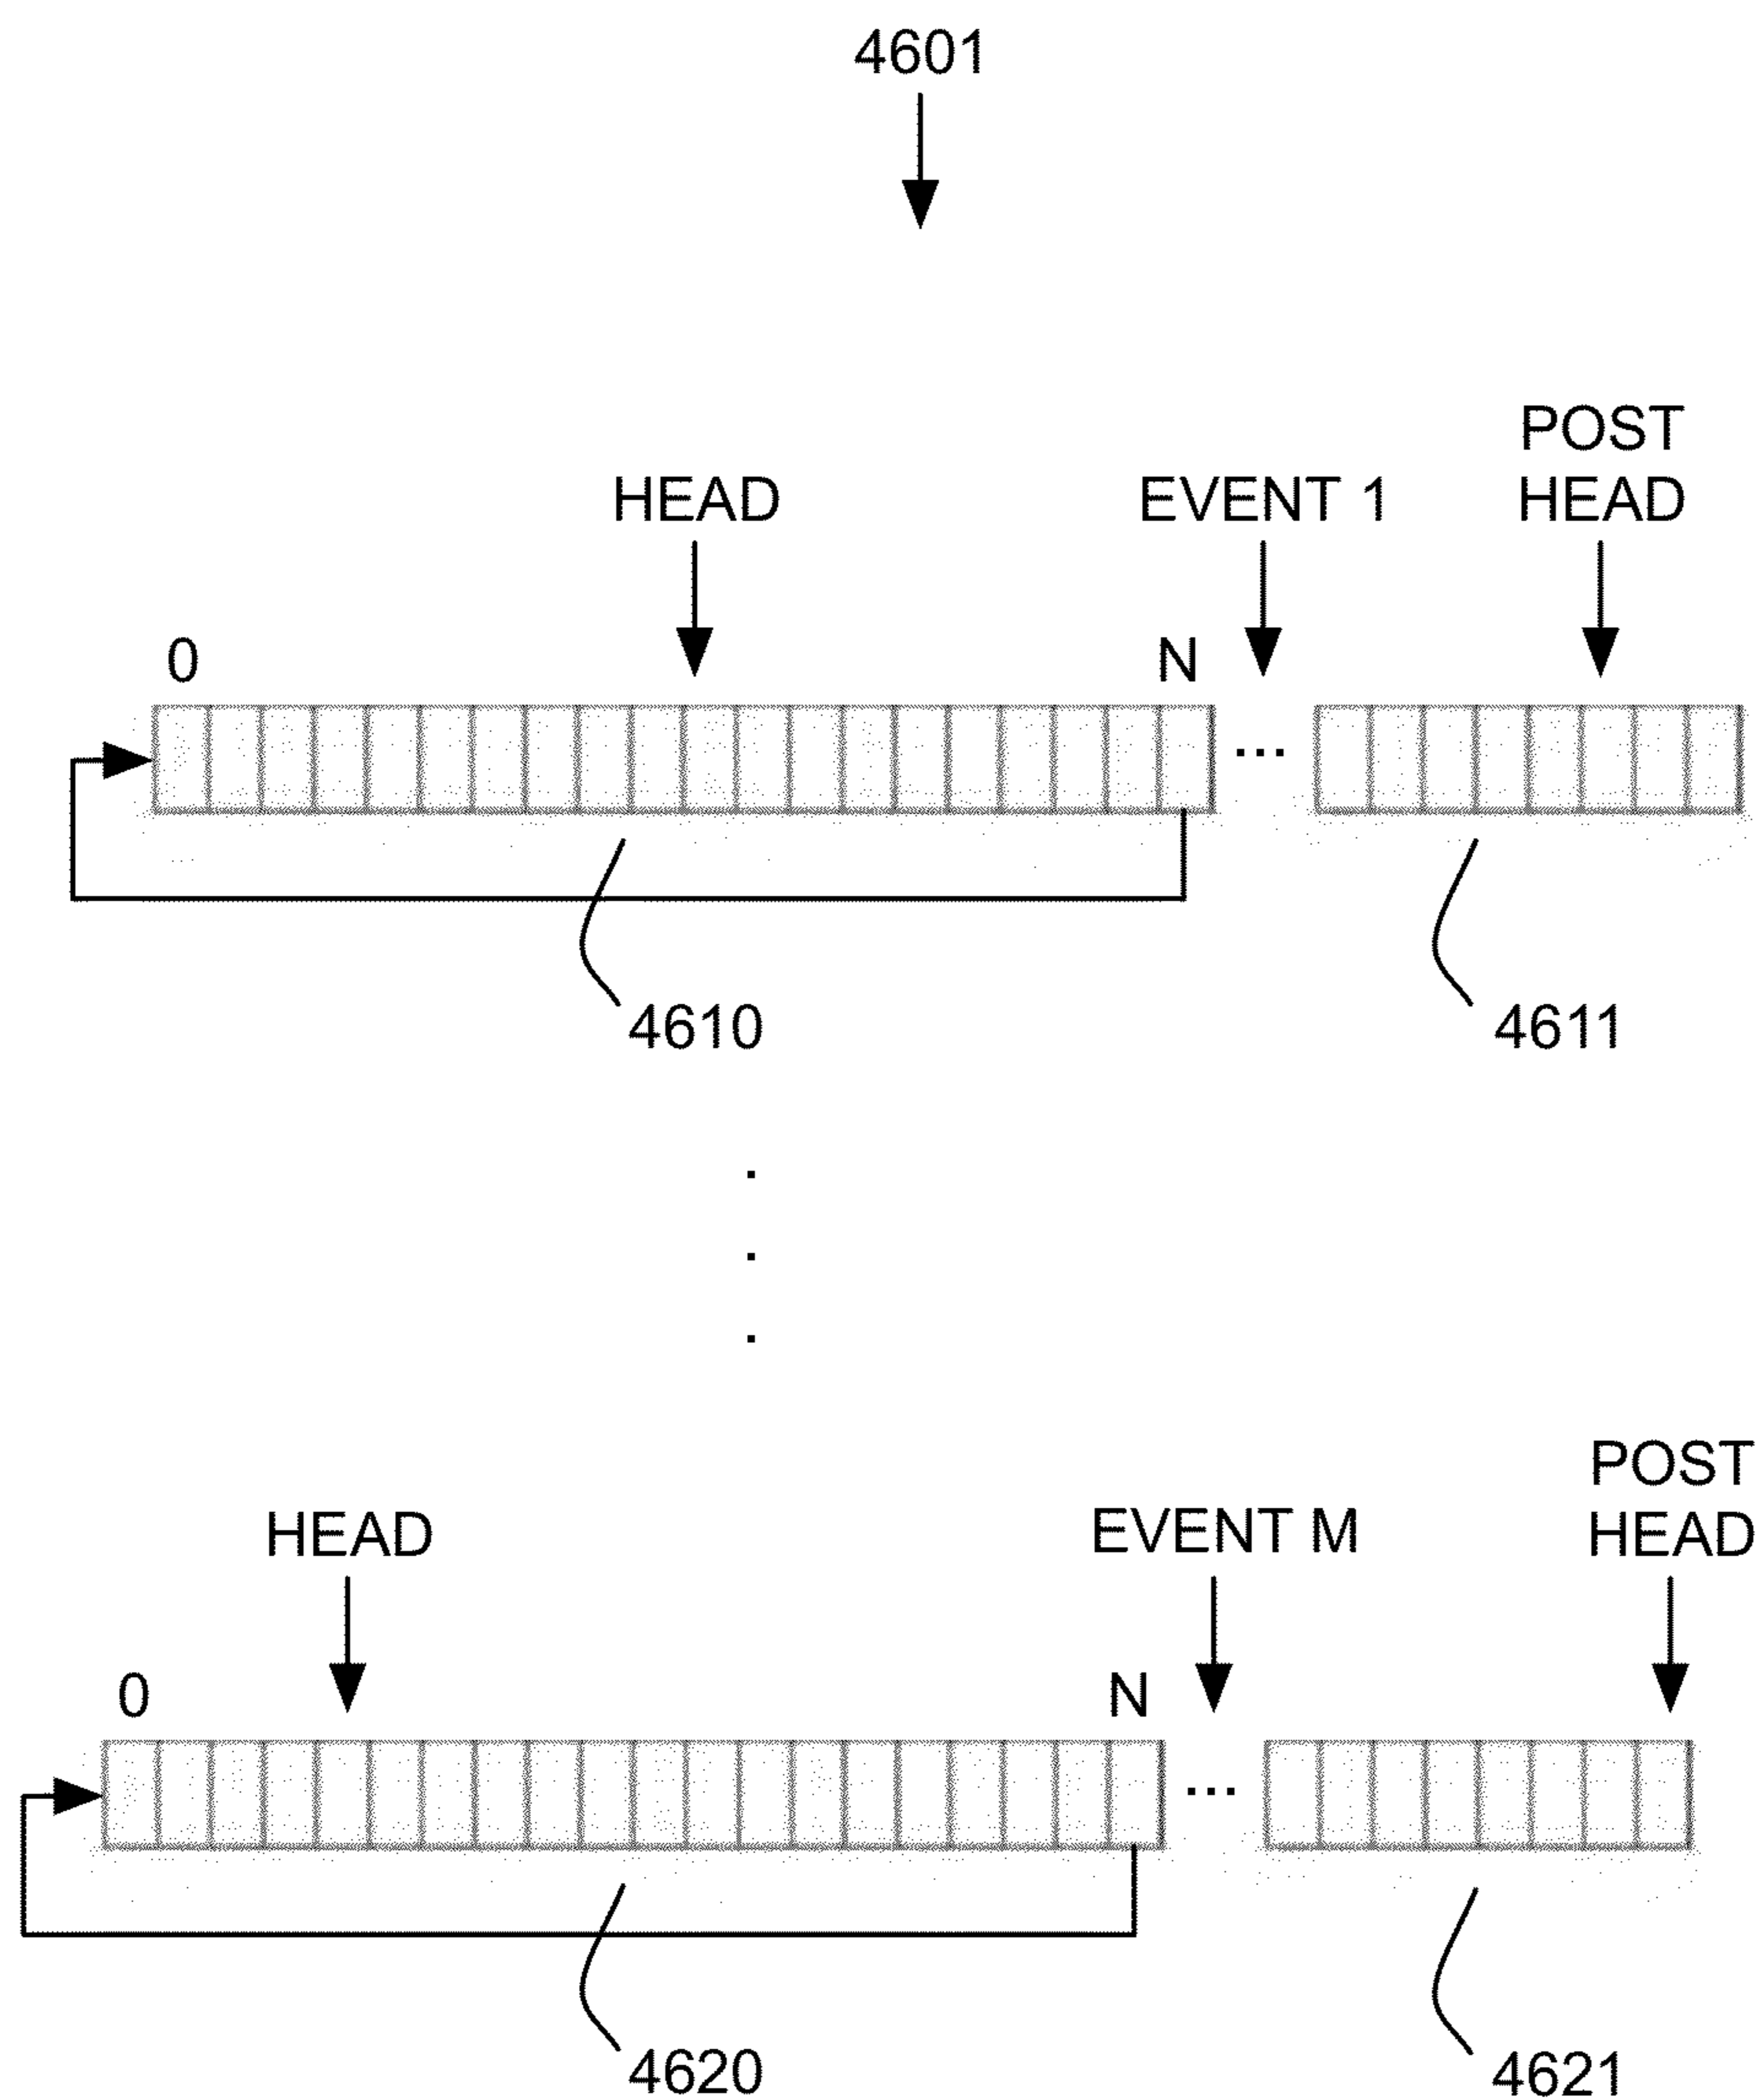 4601
POST
HEAD EVENT 1 HEAD
0 N
...
4610 4611
.
.
.
POST
HEAD EVENT M HEAD
0 N
...
4620 4621